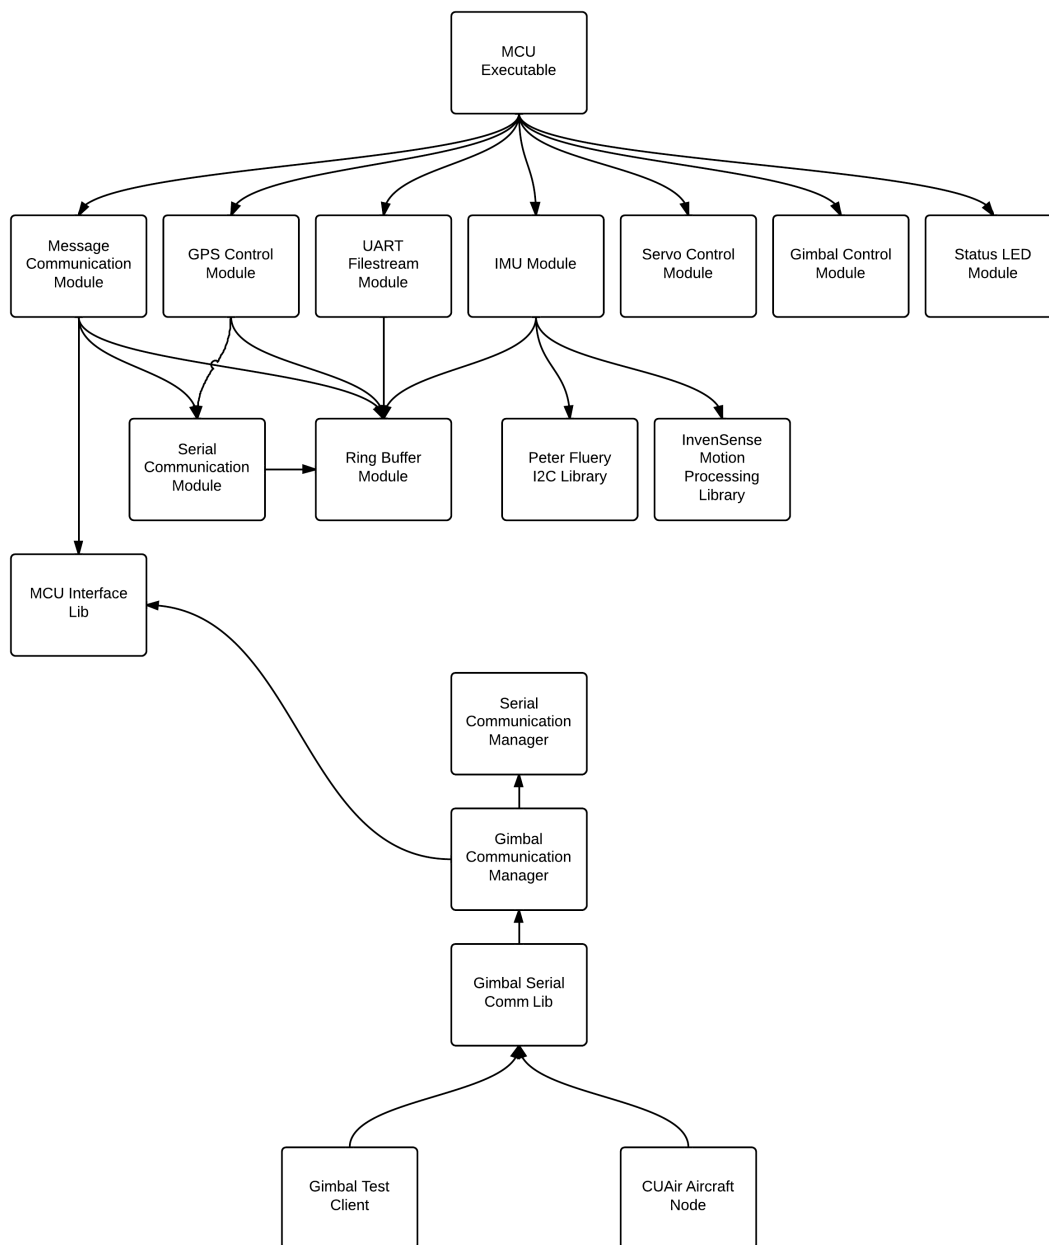 MCU
Executable
Message
Communication
Module
GPS Control
Module
UART
Filestream
Module
IMU Module
Servo Control
Module
Gimbal Control
Module
Status LED
Module
Serial
Communication
Module
Ring Buffer
Module
Peter Fluery
I2C Library
InvenSense
Motion
Processing
Library
MCU Interface
Lib
Serial
Communication
Manager
Gimbal
Communication
Manager
Gimbal Serial
Comm Lib
Gimbal Test
Client
CUAir Aircraft
Node